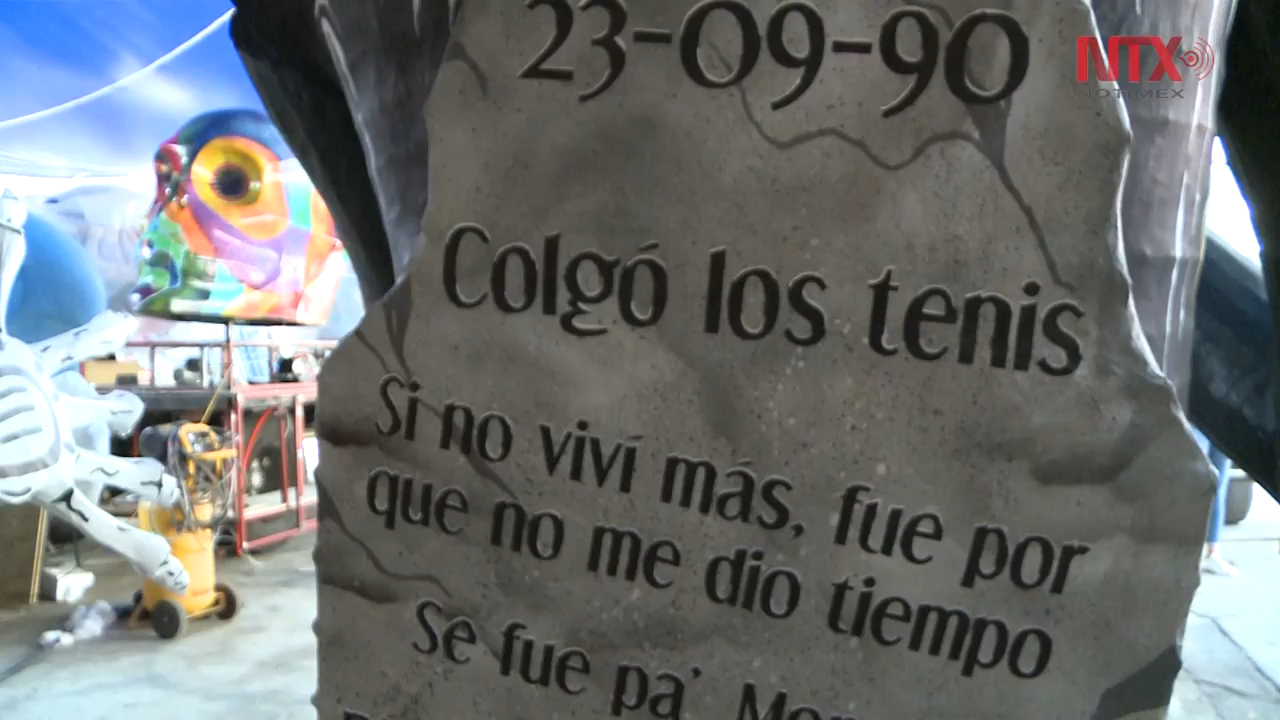 23-09-90
NTX
NOTIMEX
Colgó los tenis
Si no viví más, fue por
que no me dio tiempo
Se fue pa'